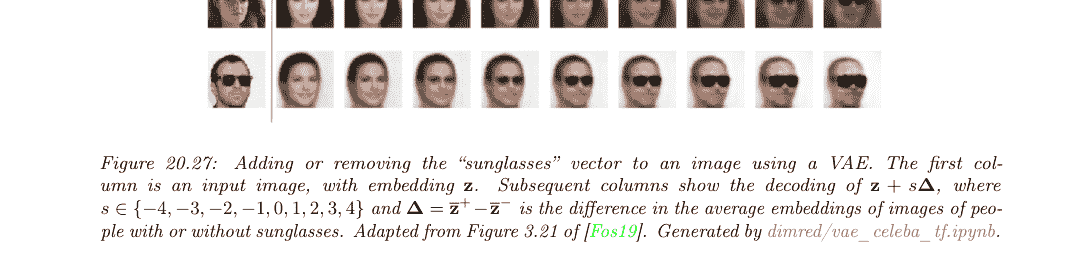 Figure 20.27: Adding or removing the “sunglasses” vector to an image using a VAE. The first col-
umn is an input image, with embedding z. Subsequent columns show the decoding of z + sΔ, where
s ∈ {−4, −3, −2, −1, 0, 1, 2, 3, 4} and Δ = z̄⁺ − z̄⁻ is the difference in the average embeddings of images of peo-
ple with or without sunglasses. Adapted from Figure 3.21 of [Fos19]. Generated by dimred/vae_celeba_tf.ipynb.